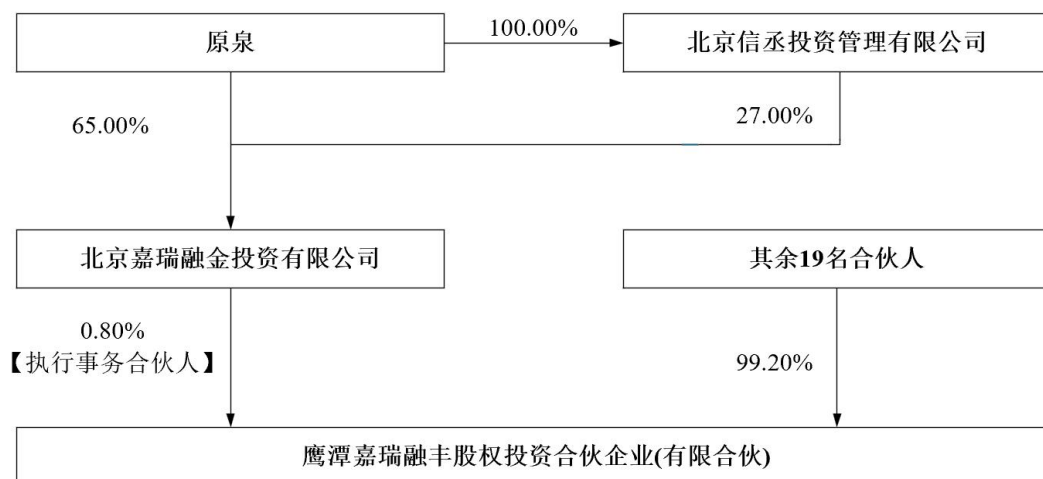 原泉
100.00%
北京信丞投资管理有限公司
65.00%
27.00%
北京嘉瑞融金投资有限公司
其余19名合伙人
0.80%
【执行事务合伙人】
99.20%
鹰潭嘉瑞融丰股权投资合伙企业(有限合伙)